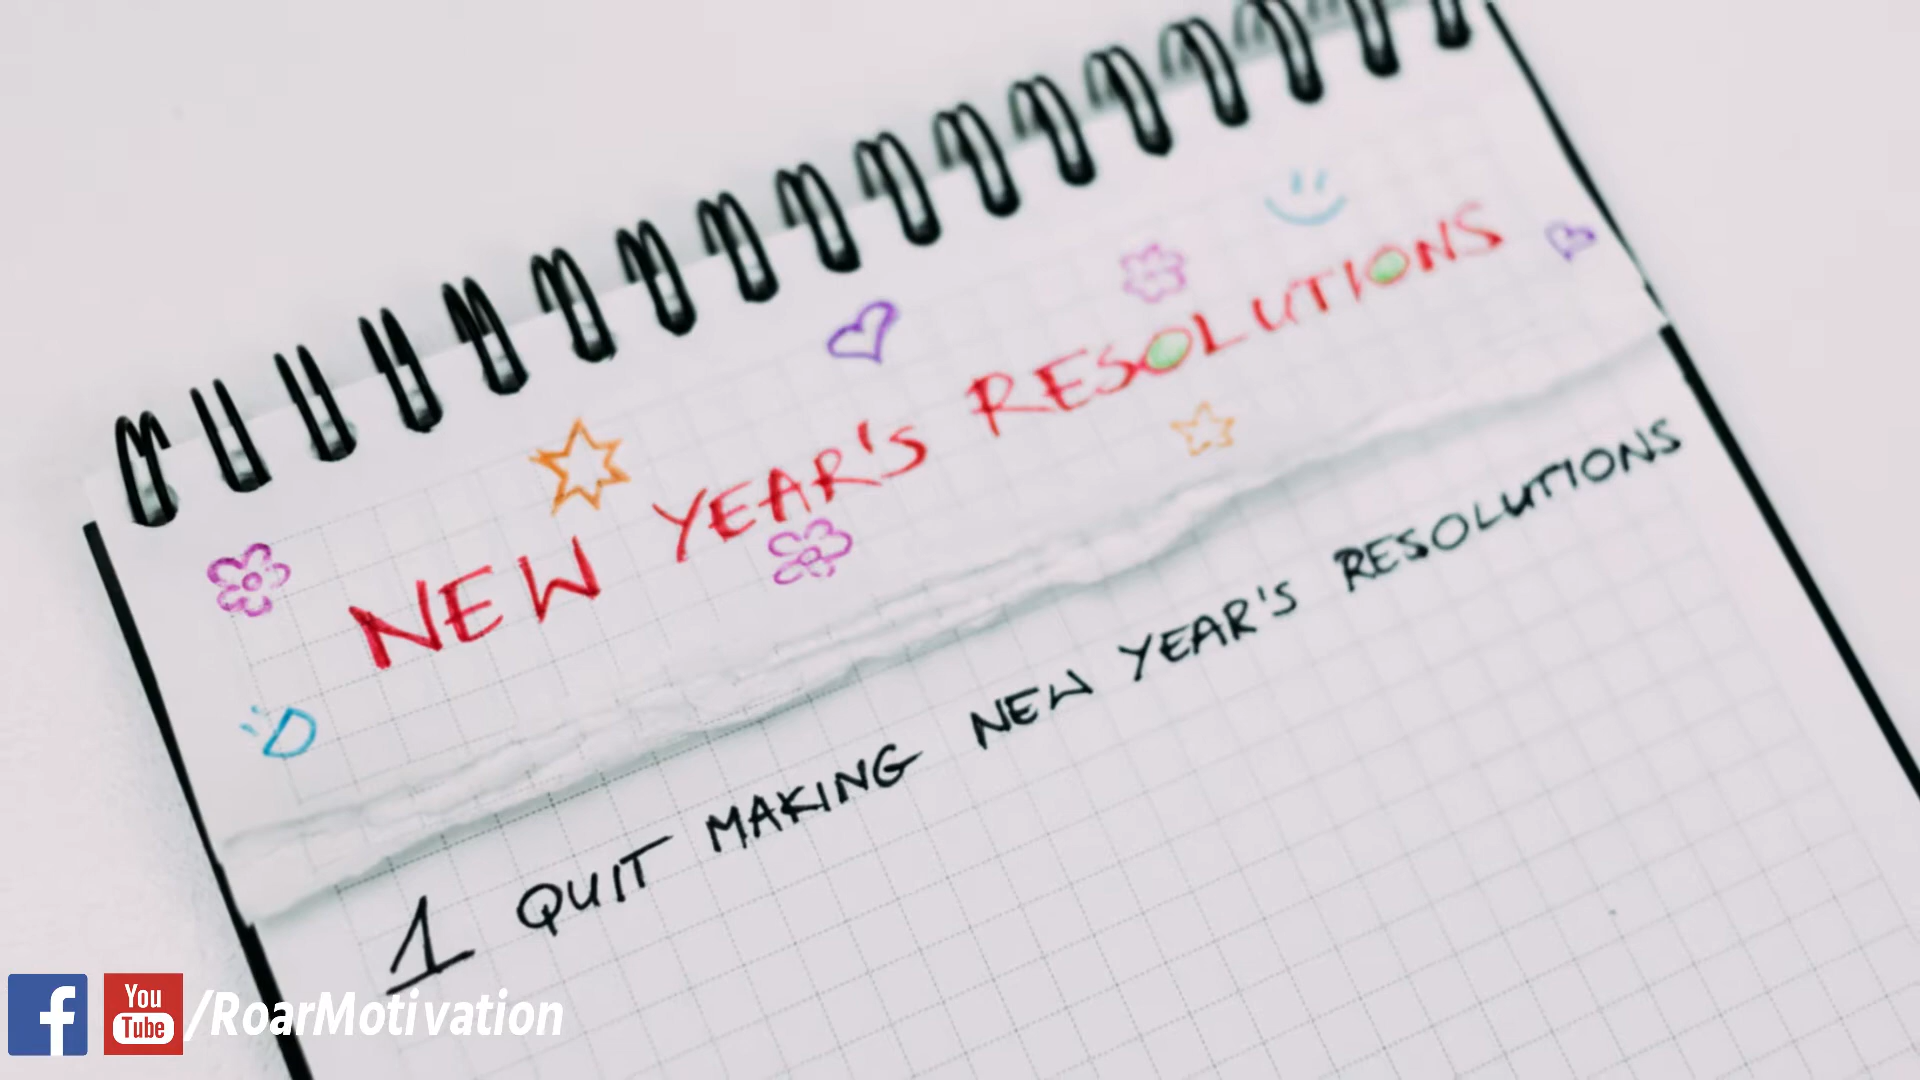 NEW YEAR'S RESOLUTIONS
1 QUIT MAKING NEW YEAR'S RESOLUTIONS
f You Tube /RoarMotivation